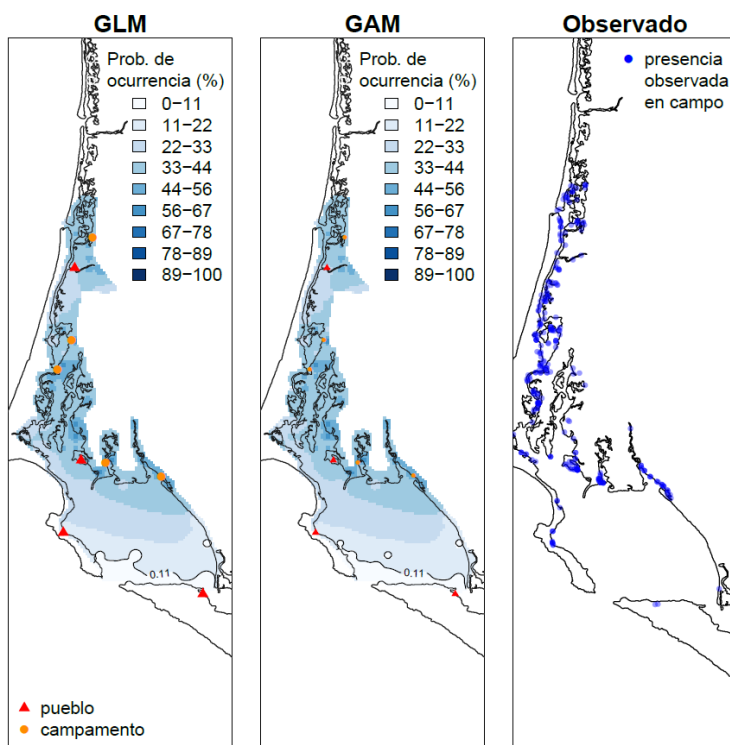 GLM
Prob. de
ocurrencia (%)
0−11
11−22
22−33
33−44
44−56
56−67
67−78
78−89
89−100
0.11
pueblo
campamento
GAM
Prob. de
ocurrencia (%)
0−11
11−22
22−33
33−44
44−56
56−67
67−78
78−89
89−100
0.11
Observado
presencia
observada
en campo